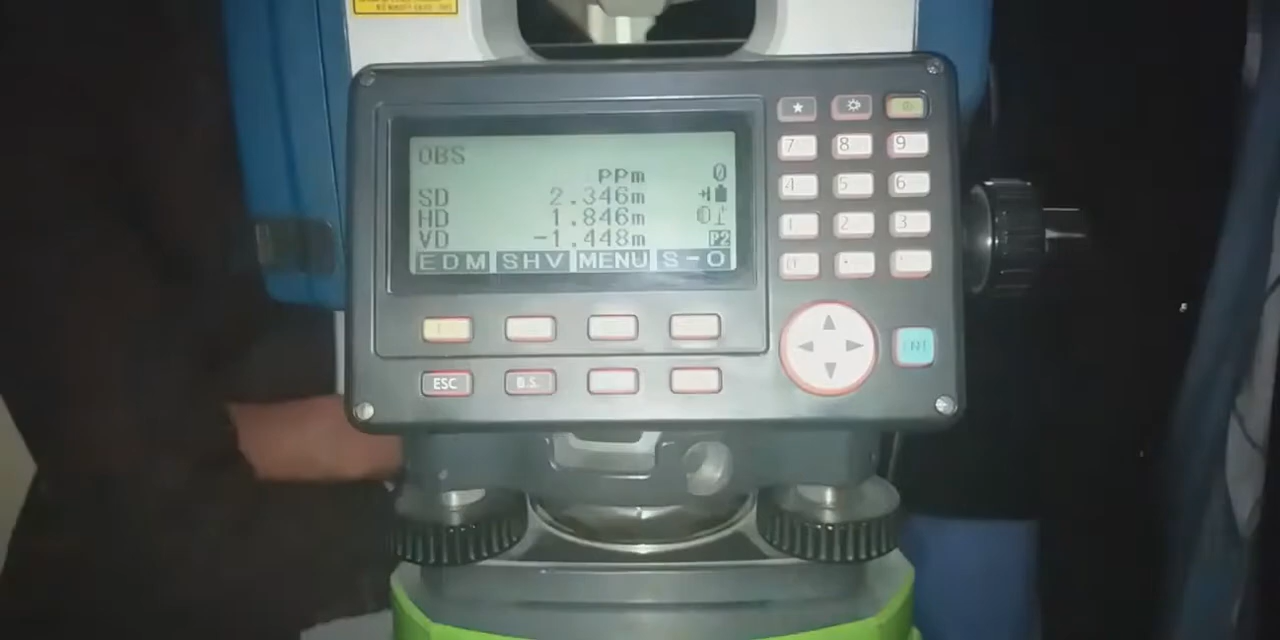 OBS
PPm 0
SD 2.346m
HD 1.846m
VD -1.448m P2
EDM SHV MENU S-O
★
7 8 9
4 5 6
1 2 3
0 .
ENT
ESC B.S.